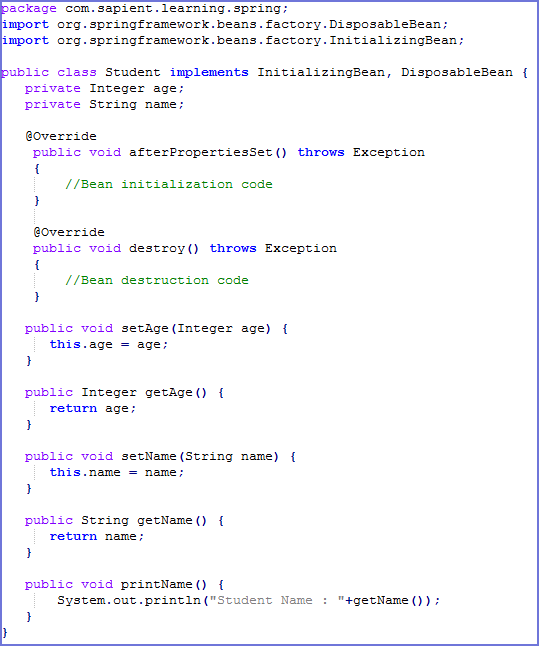 package com.sapient.learning.spring;
import org.springframework.beans.factory.DisposableBean;
import org.springframework.beans.factory.InitializingBean;
public class Student implements InitializingBean, DisposableBean {
private Integer age;
private String name;
@Override
public void afterPropertiesSet() throws Exception
{
//Bean initialization code
}
@Override
public void destroy() throws Exception
{
//Bean destruction code
}
public void setAge(Integer age) {
this.age = age;
}
public Integer getAge() {
return age;
}
public void setName(String name) {
this.name = name;
}
public String getName() {
return name;
}
public void printName() {
System.out.println("Student Name : "+getName());
}
}